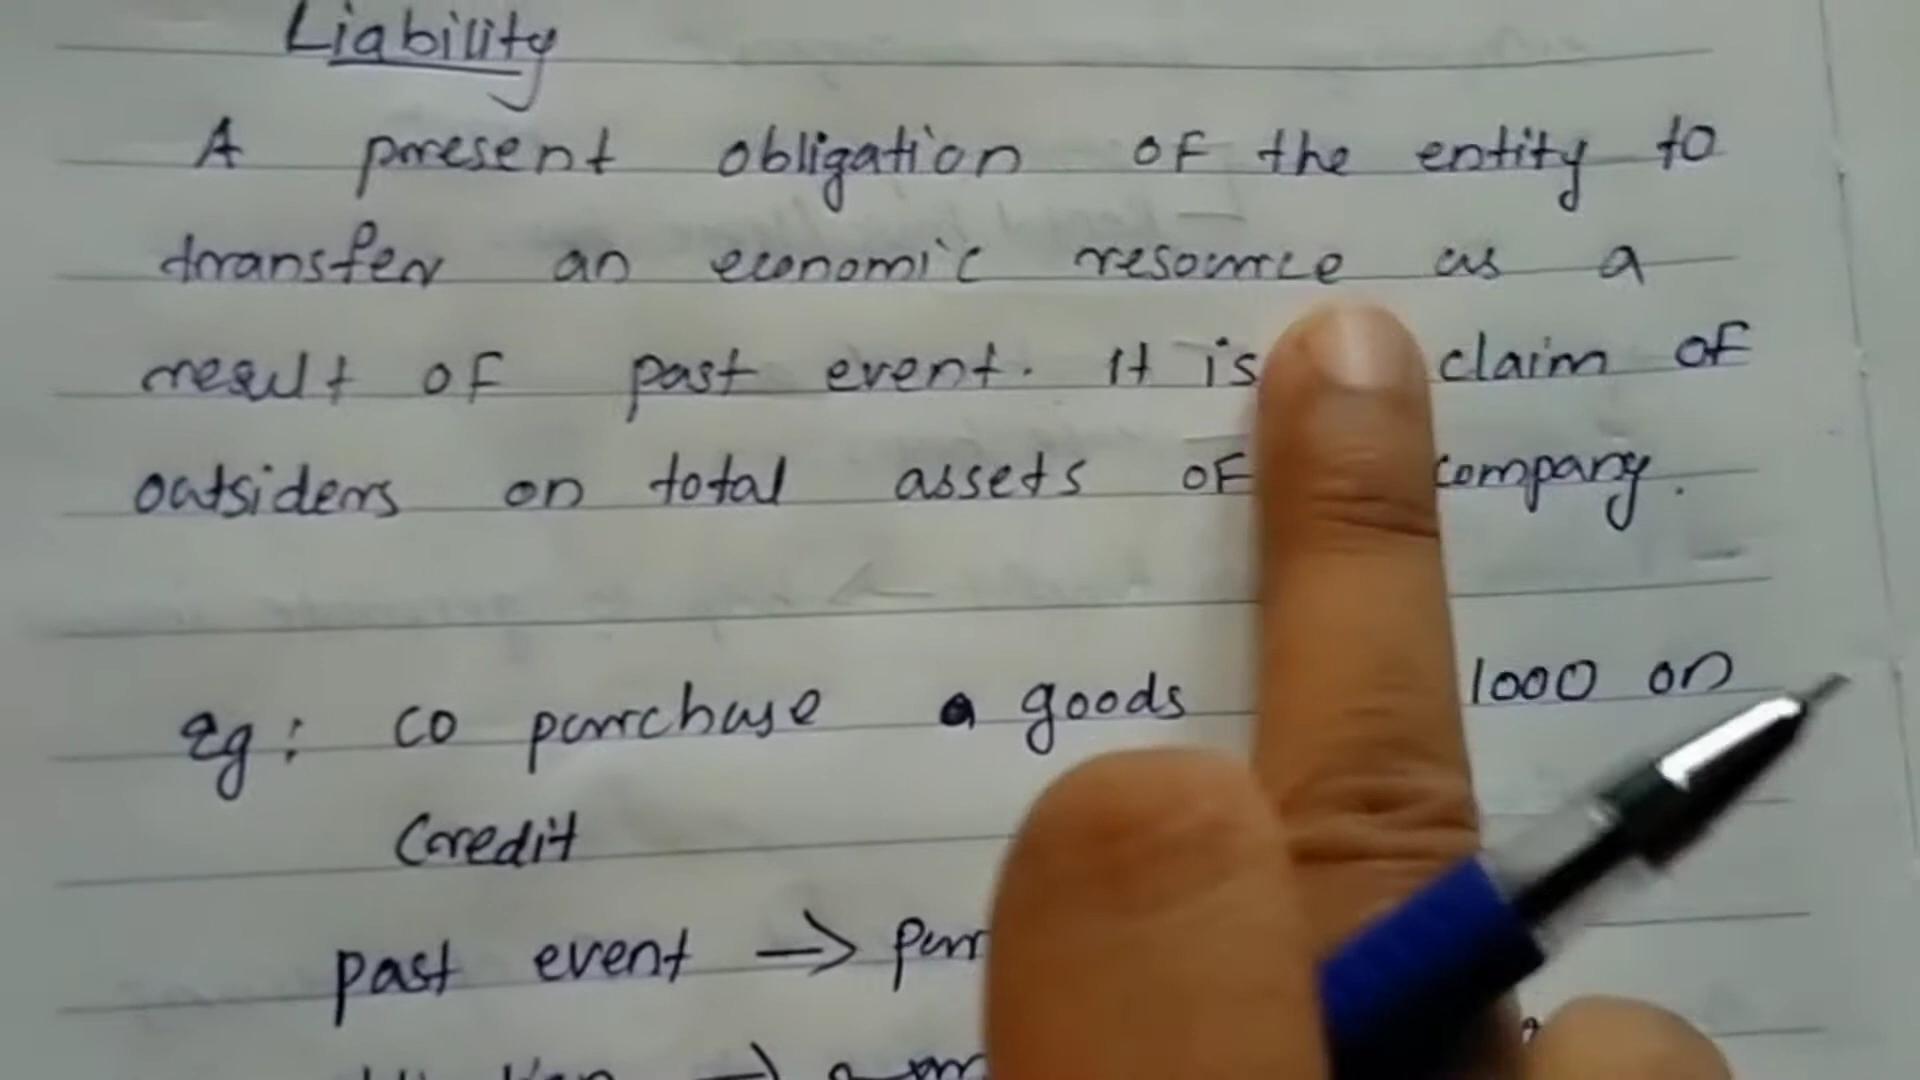 Liability
A present obligation of the entity to
transfer an economic resource as a
result of past event. It is claim of
outsiders on total assets of company.
eg: co purchase a goods 1000 on
Credit
past event → pur